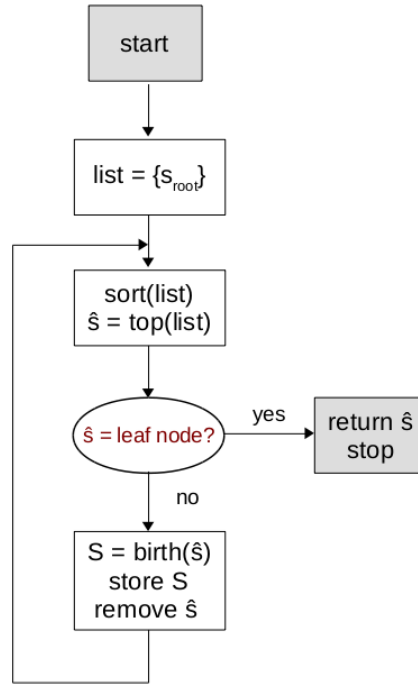 start
list = {s_root}
sort(list)
ŝ = top(list)
ŝ = leaf node?
yes
return ŝ
stop
no
S = birth(ŝ)
store S
remove ŝ